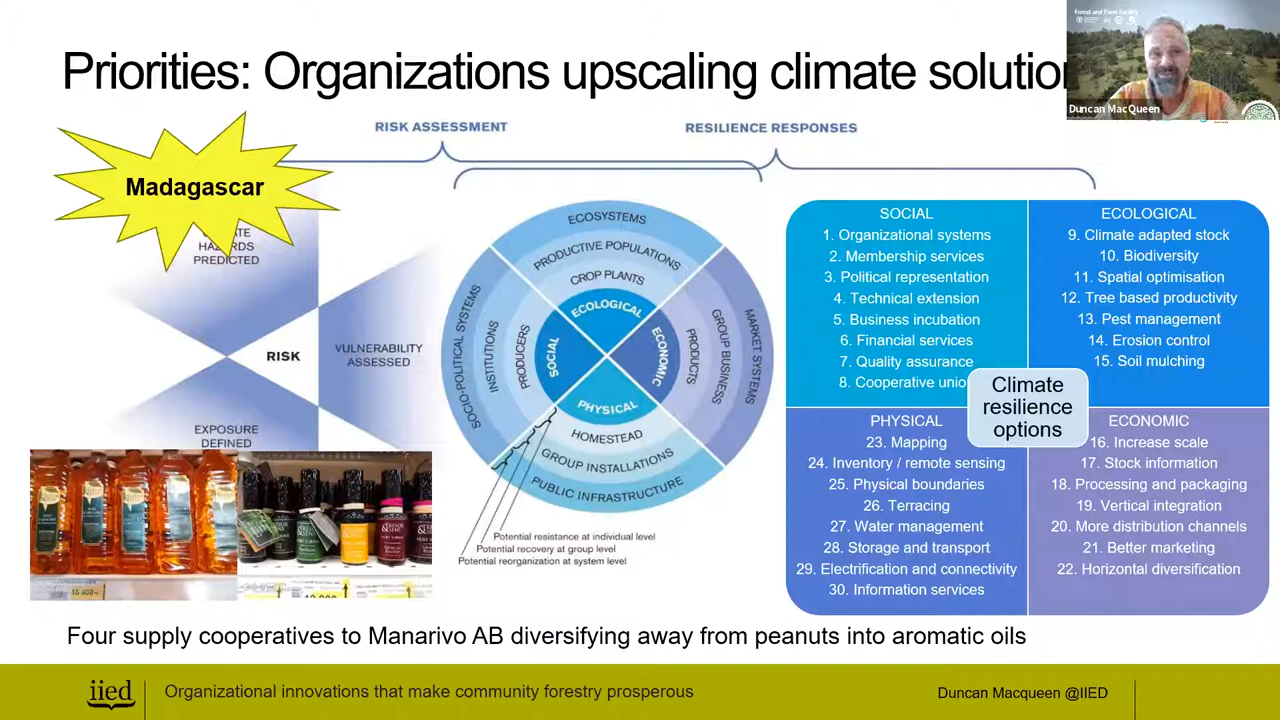 Priorities: Organizations upscaling climate solution
Forest and Farm Facility
Duncan MacQueen
RISK ASSESSMENT
RESILIENCE RESPONSES
Madagascar
HAZARDS
PREDICTED
RISK
VULNERABILITY
ASSESSED
EXPOSURE
DEFINED
ECOSYSTEMS
PRODUCTIVE POPULATIONS
CROP PLANTS
ECOLOGICAL
SOCIO-POLITICAL SYSTEMS
INSTITUTIONS
PRODUCERS
SOCIAL
ECONOMIC
PRODUCTS
GROUP BUSINESS
MARKET SYSTEMS
PHYSICAL
HOMESTEAD
GROUP INSTALLATIONS
PUBLIC INFRASTRUCTURE
Potential resistance at individual level
Potential recovery at group level
Potential reorganization at system level
SOCIAL
1. Organizational systems
2. Membership services
3. Political representation
4. Technical extension
5. Business incubation
6. Financial services
7. Quality assurance
8. Cooperative unio
ECOLOGICAL
9. Climate adapted stock
10. Biodiversity
11. Spatial optimisation
12. Tree based productivity
13. Pest management
14. Erosion control
15. Soil mulching
Climate
resilience
options
PHYSICAL
23. Mapping
24. Inventory / remote sensing
25. Physical boundaries
26. Terracing
27. Water management
28. Storage and transport
29. Electrification and connectivity
30. Information services
ECONOMIC
16. Increase scale
17. Stock information
18. Processing and packaging
19. Vertical integration
20. More distribution channels
21. Better marketing
22. Horizontal diversification
Four supply cooperatives to Manarivo AB diversifying away from peanuts into aromatic oils
iied
Organizational innovations that make community forestry prosperous
Duncan Macqueen @IIED